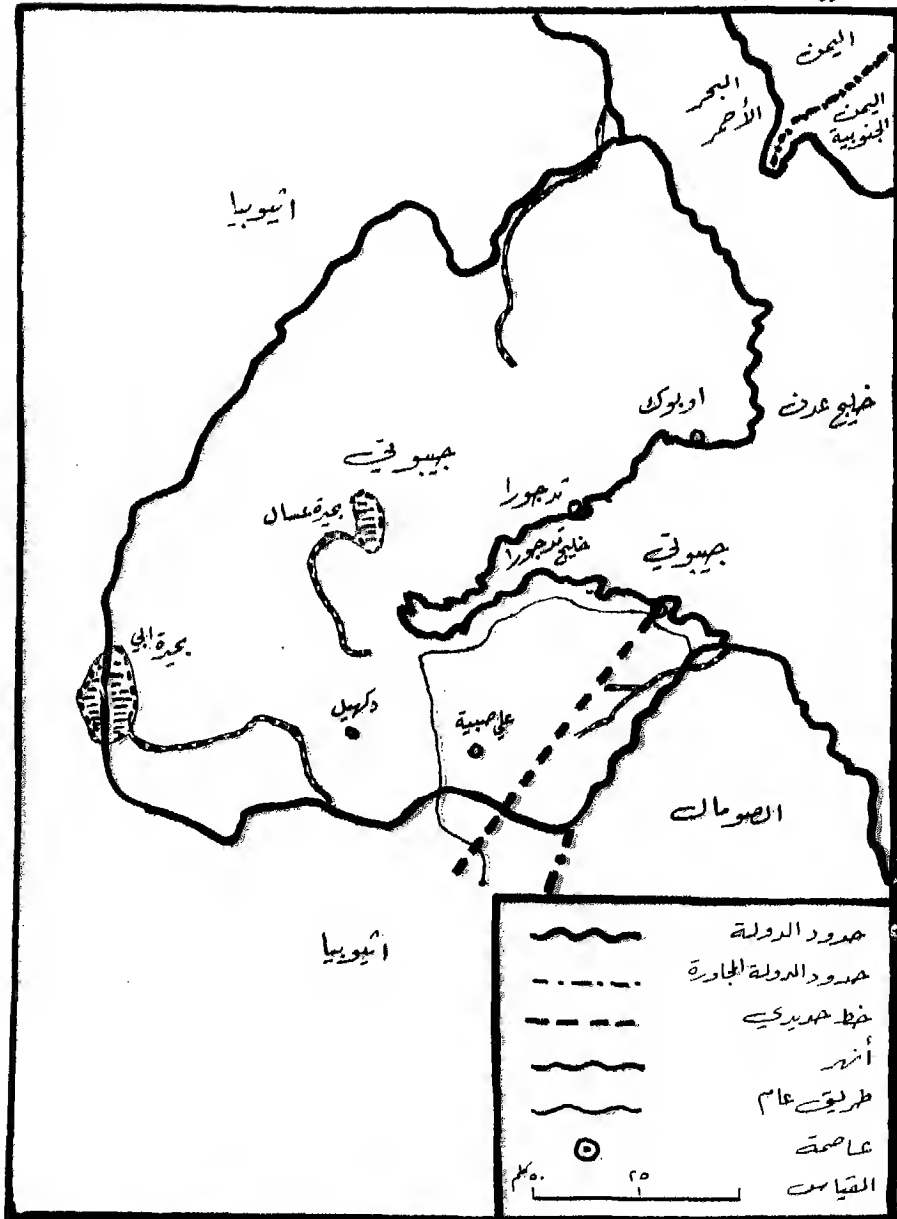 اليمن
البحر
الأحمر
اليمن
الجنوبية
اثيوبيا
خليج عدن
اوبوك
جيبوتي
تدجورا
بحيرة عسال
خليج تدجورا
جيبوتي
بحيرة ابي
دكهيل
علي صبية
الصومال
اثيوبيا
حدود الدولة
حدود الدولة المجاورة
خط حديدي
أنهر
طريق عام
عاصمة
المقياس
٢٥
٥٠ كلم